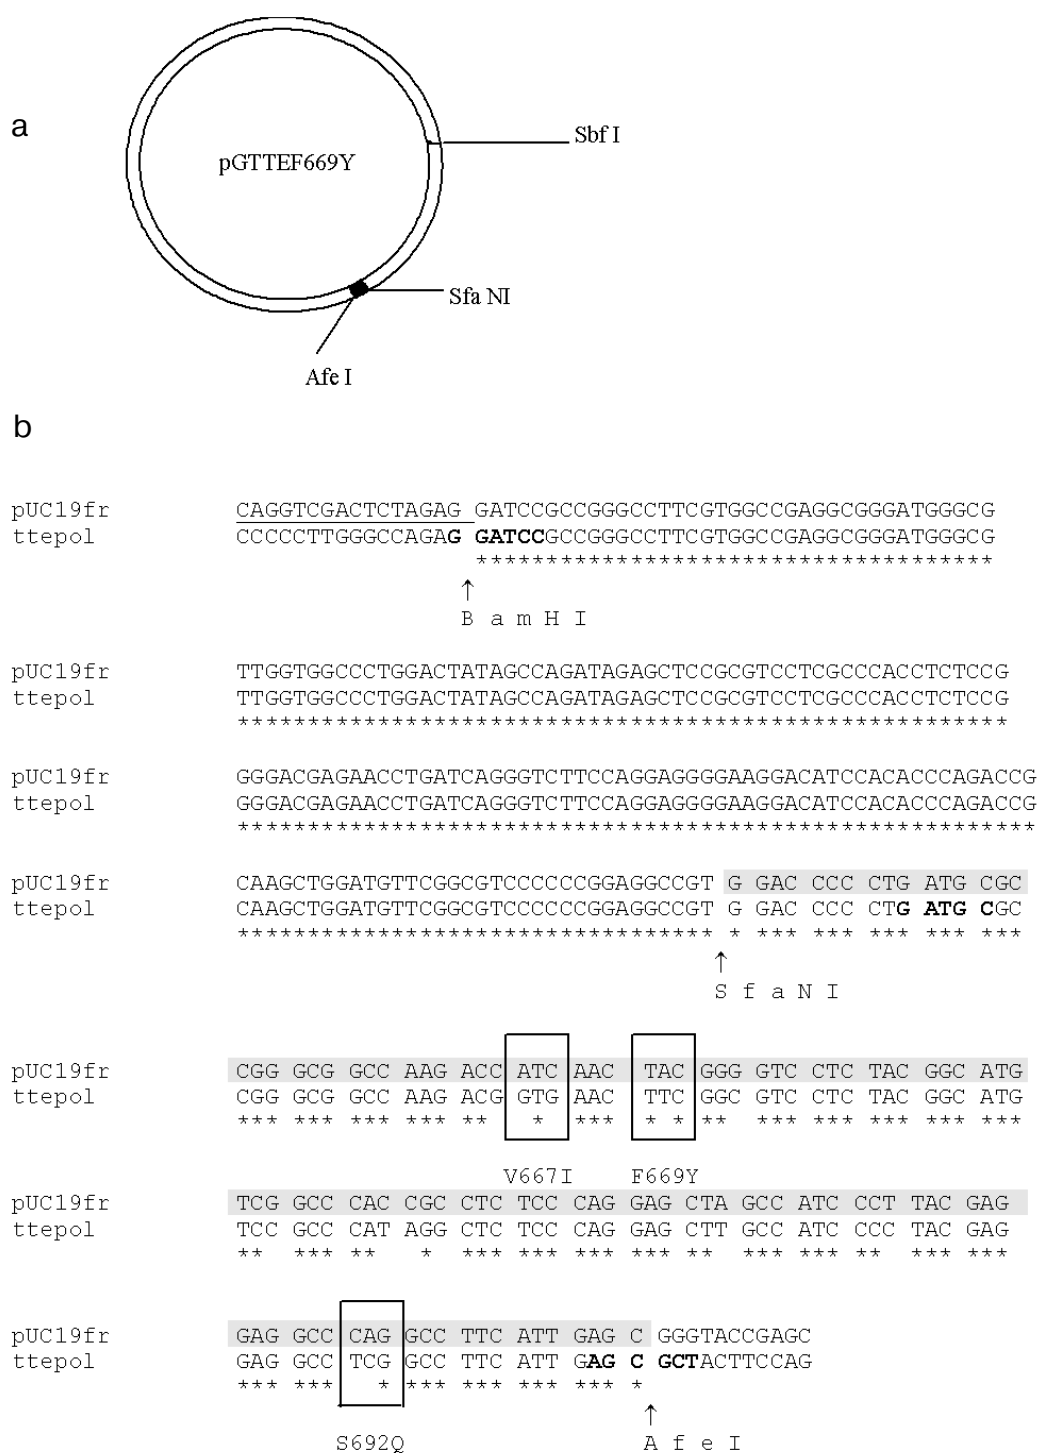 a
Sbf I
pGTTEF669Y
Sfa NI
Afe I
b
pUC19fr CAGGTCGACTCTAGAG GATCCGCCGGGCCTTCGTGGCCGAGGCGGGATGGGCG
ttepol CCCCCTTGGGCCAGAG GATCCGCCGGGCCTTCGTGGCCGAGGCGGGATGGGCG
*************************************
↑
B a m H I
pUC19fr TTGGTGGCCCTGGACTATAGCCAGATAGAGCTCCGCGTCCTCGCCCACCTCTCCG
ttepol TTGGTGGCCCTGGACTATAGCCAGATAGAGCTCCGCGTCCTCGCCCACCTCTCCG
*******************************************************
pUC19fr GGGACGAGAACCTGATCAGGGTCTTCCAGGAGGGGAAGGACATCCACACCCAGACCG
ttepol GGGACGAGAACCTGATCAGGGTCTTCCAGGAGGGGAAGGACATCCACACCCAGACCG
*********************************************************
pUC19fr CAAGCTGGATGTTCGGCGTCCCCCCGGAGGCCGT G GACC CCC CTG ATG CGC
ttepol CAAGCTGGATGTTCGGCGTCCCCCCGGAGGCCGT G GACC CCC CTG ATG CGC
********************************** * *** *** *** *** ***
↑
S f a N I
pUC19fr CGG GCG GCC AAG ACC ATC AAC TAC GGG GTC CTC TAC GGC ATG
ttepol CGG GCG GCC AAG ACG GTG AAC TTC GGC GTC CTC TAC GGC ATG
*** *** *** *** ** * *** * * ** *** *** *** *** ***
V667I F669Y
pUC19fr TCG GCC CAC CGC CTC TCC CAG GAG CTA GCC ATC CCT TAC GAG
ttepol TCC GCC CAT AGG CTC TCC CAG GAG CTT GCC ATC CCC TAC GAG
** *** ** * *** *** *** *** ** *** *** ** *** ***
pUC19fr GAG GCC CAG GCC TTC ATT GAG C GGGTACCGAGC
ttepol GAG GCC TCG GCC TTC ATT GAG C GCTACTTCCAG
*** *** * *** *** *** *** *
↑
S692Q A f e I